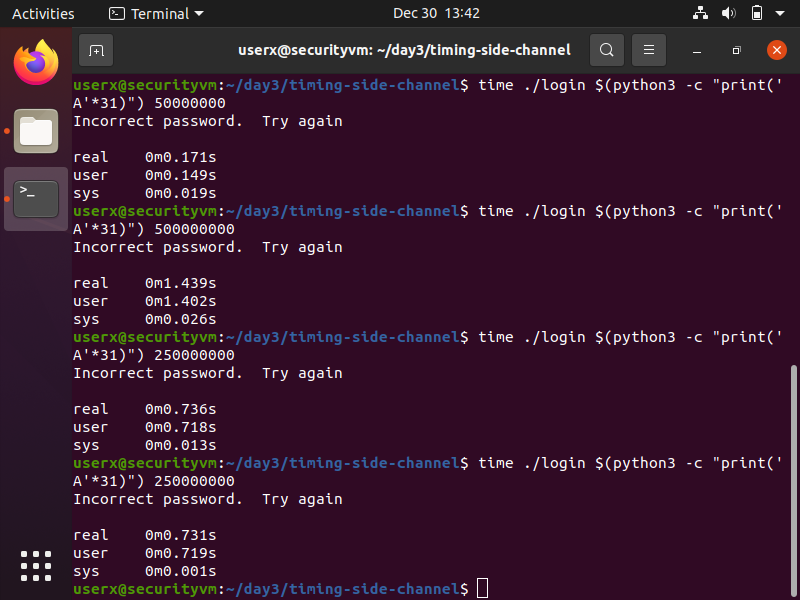 Activities Terminal Dec 30 13:42
userx@securityvm: ~/day3/timing-side-channel
userx@securityvm:~/day3/timing-side-channel$ time ./login $(python3 -c "print('
A'*31)") 50000000
Incorrect password.  Try again
real    0m0.171s
user    0m0.149s
sys     0m0.019s
userx@securityvm:~/day3/timing-side-channel$ time ./login $(python3 -c "print('
A'*31)") 500000000
Incorrect password.  Try again
real    0m1.439s
user    0m1.402s
sys     0m0.026s
userx@securityvm:~/day3/timing-side-channel$ time ./login $(python3 -c "print('
A'*31)") 250000000
Incorrect password.  Try again
real    0m0.736s
user    0m0.718s
sys     0m0.013s
userx@securityvm:~/day3/timing-side-channel$ time ./login $(python3 -c "print('
A'*31)") 250000000
Incorrect password.  Try again
real    0m0.731s
user    0m0.719s
sys     0m0.001s
userx@securityvm:~/day3/timing-side-channel$